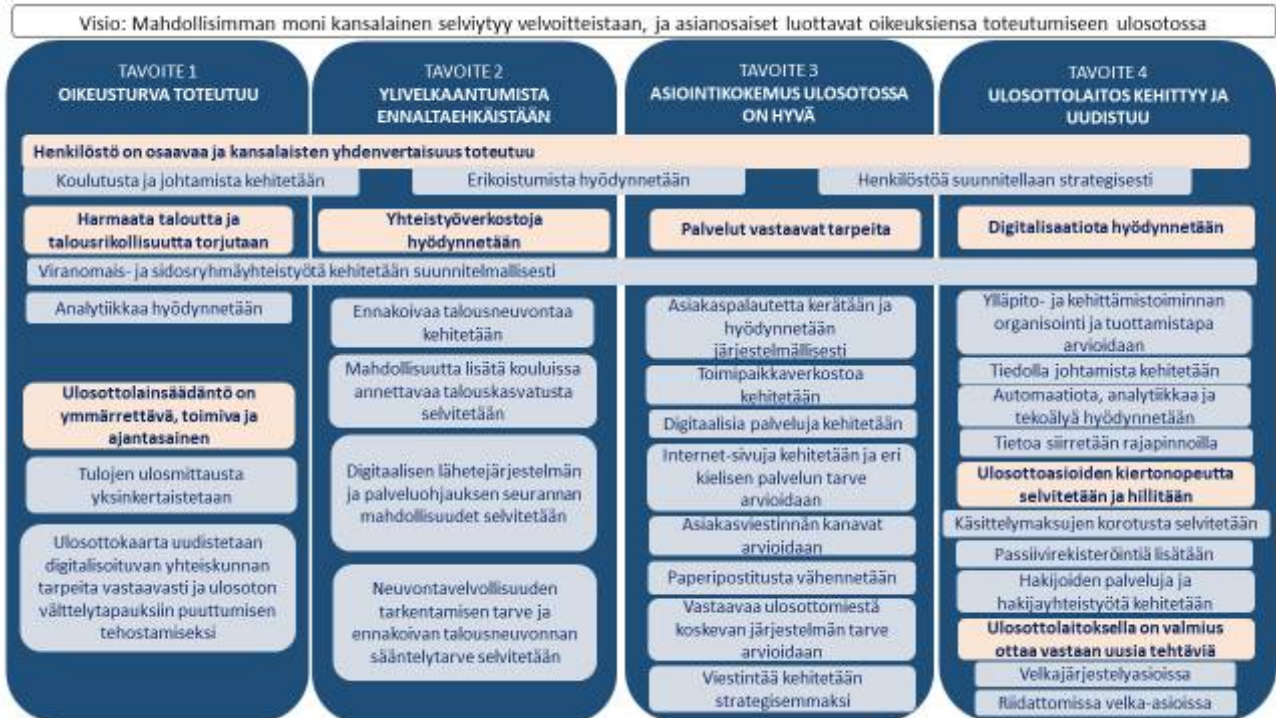 Visio: Mahdollisimman moni kansalainen selviytyy velvoitteistaan, ja asianosaiset luottavat oikeuksiensa toteutumiseen ulosotossa
TAVOITE 1
OIKEUSTURVA TOTEUTUU
TAVOITE 2
YLIVELKAANTUMISTA
ENNALTAEHKÄISTÄÄN
TAVOITE 3
ASIOINTIKOKEMUS ULOSOTOSSA
ON HYVÄ
TAVOITE 4
ULOSOTTOLAITOS KEHITTYY JA
UUDISTUU
Henkilöstö on osaavaa ja kansalaisten yhdenvertaisuus toteutuu
Koulutusta ja johtamista kehitetään
Erikoistumista hyödynnetään
Henkilöstöä suunnitellaan strategisesti
Harmaata taloutta ja
talousrikollisuutta torjutaan
Yhteistyöverkostoja
hyödynnetään
Palvelut vastaavat tarpeita
Digitalisaatiota hyödynnetään
Viranomais- ja sidosryhmäyhteistyötä kehitetään suunnitelmallisesti
Analytiikkaa hyödynnetään
Ulosottolainsäädäntö on
ymmärrettävä, toimiva ja
ajantasainen
Tulojen ulosmittausta
yksinkertaistetaan
Ulosottokaarta uudistetaan
digitalisoituvan yhteiskunnan
tarpeita vastaavasti ja ulosoton
välttelytapauksiin puuttumisen
tehostamiseksi
Ennakoivaa talousneuvontaa
kehitetään
Mahdollisuutta lisätä kouluissa
annettavaa talouskasvatusta
selvitetään
Digitaalisen lähetejärjestelmän
ja palveluohjauksen seurannan
mahdollisuudet selvitetään
Neuvontavelvollisuuden
tarkentamisen tarve ja
ennakoivan talousneuvonnan
sääntelytarve selvitetään
Asiakaspalautetta kerätään ja
hyödynnetään
järjestelmällisesti
Toimipaikkaverkostoa
kehitetään
Digitaalisia palveluja kehitetään
Internet-sivuja kehitetään ja eri
kielisen palvelun tarve
arvioidaan
Asiakasviestinnän kanavat
arvioidaan
Paperipostitusta vähennetään
Vastaavaa ulosottomiestä
koskevan järjestelmän tarve
arvioidaan
Viestintää kehitetään
strategisemmaksi
Ylläpito- ja kehittämistoiminnan
organisointi ja tuottamistapa
arvioidaan
Tiedolla johtamista kehitetään
Automaatiota, analytiikkaa ja
tekoälyä hyödynnetään
Tietoa siirretään rajapinnoilla
Ulosottoasioiden kiertonopeutta
selvitetään ja hillitään
Käsittelymaksujen korotusta selvitetään
Passiivirekisteröintiä lisätään
Hakijoiden palveluja ja
hakijayhteistyötä kehitetään
Ulosottolaitoksella on valmius
ottaa vastaan uusia tehtäviä
Velkajärjestelyasioissa
Riidattomissa velka-asioissa